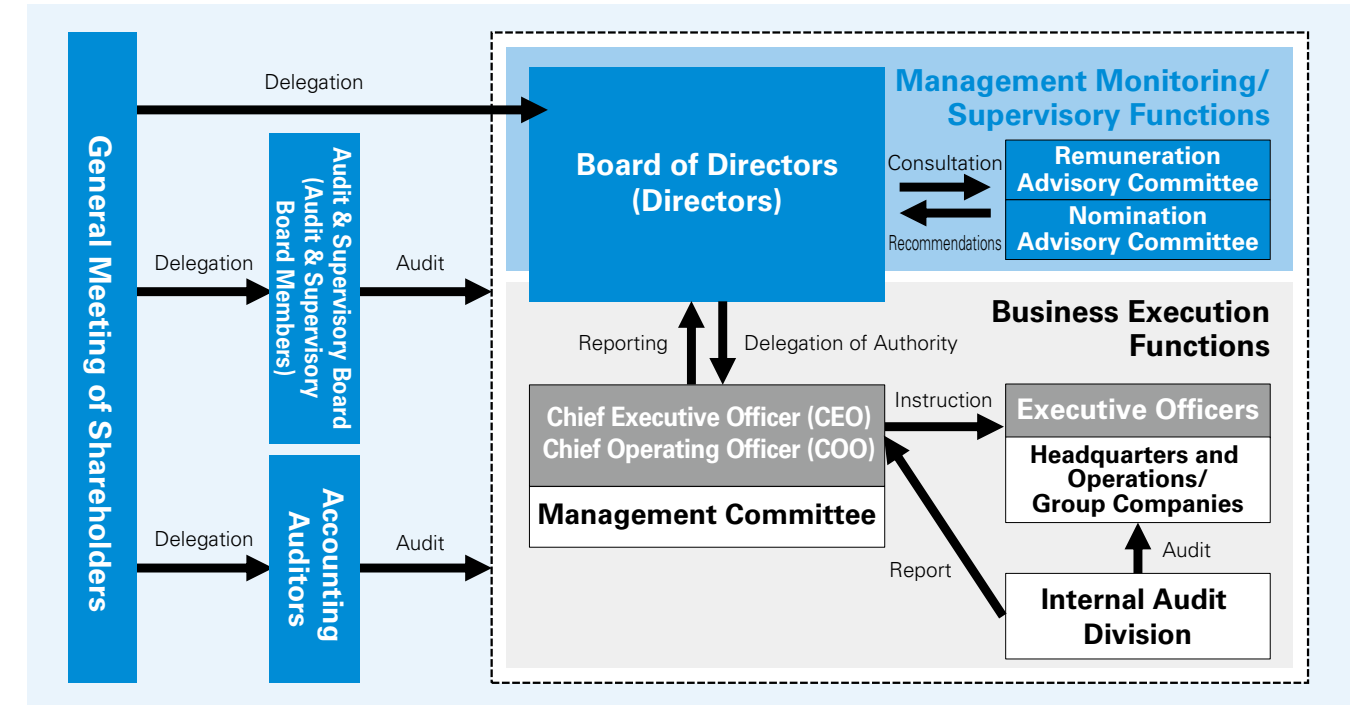 General Meeting of Shareholders
Delegation
Delegation
Audit & Supervisory Board
(Audit & Supervisory
Board Members)
Audit
Delegation
Accounting
Auditors
Audit
Management Monitoring/
Supervisory Functions
Board of Directors
(Directors)
Consultation
Recommendations
Remuneration
Advisory Committee
Nomination
Advisory Committee
Business Execution
Functions
Reporting
Delegation of Authority
Chief Executive Officer (CEO)
Chief Operating Officer (COO)
Management Committee
Instruction
Executive Officers
Headquarters and
Operations/
Group Companies
Report
Audit
Internal Audit
Division